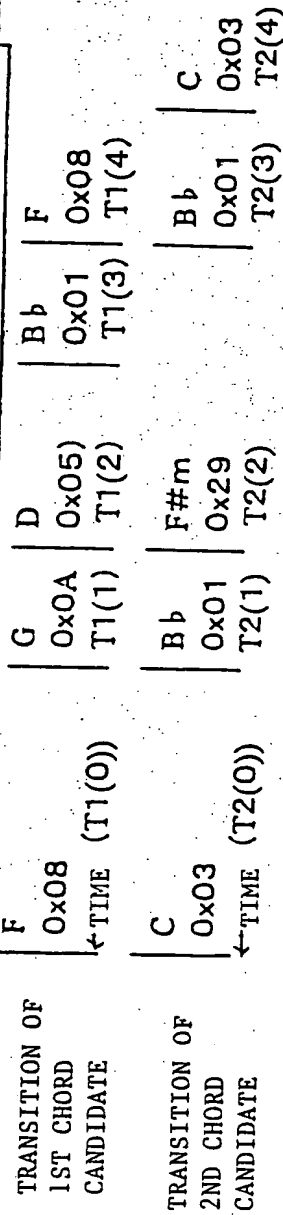 TRANSITION OF
1ST CHORD
CANDIDATE
F
0x08
←TIME (T1(0))
G
0x0A
T1(1)
D
0x05)
T1(2)
B♭
0x01
T1(3)
F
0x08
T1(4)
TRANSITION OF
2ND CHORD
CANDIDATE
C
0x03
←TIME (T2(0))
B♭
0x01
T2(1)
F#m
0x29
T2(2)
B♭
0x01
T2(3)
C
0x03
T2(4)